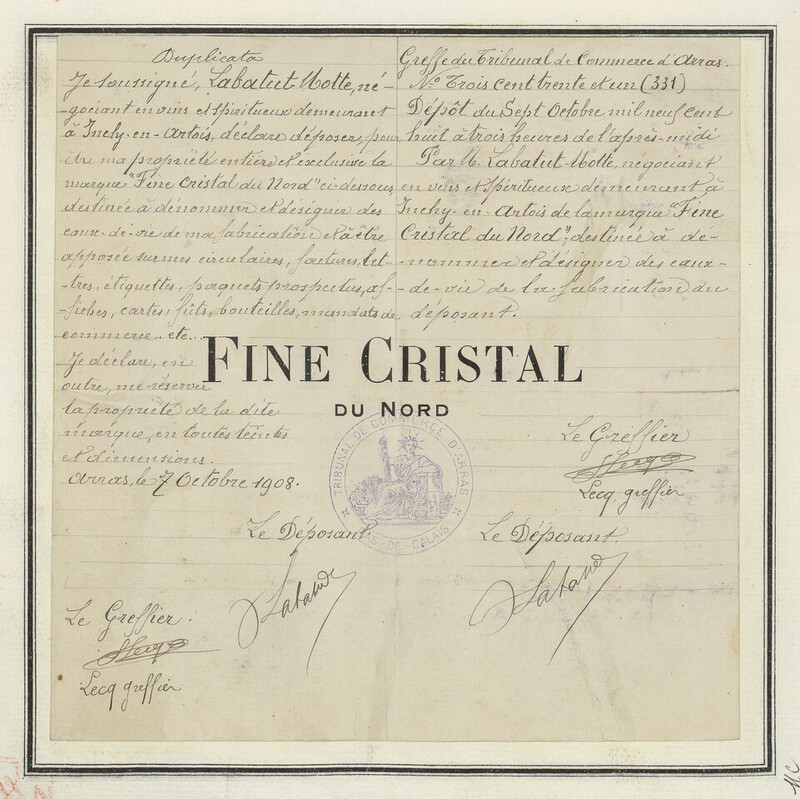 Duplicata
Je soussigné, Labatut-Motte, né-
-gociant en vins et spiritueux demeurant
à Inchy-en-Artois, déclare déposer, pour
être ma propriété entière et exclusive la
marque "Fine Cristal du Nord" ci-dessous
destinée à dénommer et désigner des
eaux-de-vie de ma fabrication et à être
apposée sur mes circulaires, factures, let-
-tres, étiquettes, paquets prospectus, af-
-fiches, cartes, fûts, bouteilles, mandats de
commerce etc.
Je déclare, en
outre, me réserver
la propriété de la dite
marque, en toutes teintes
et dimensions.
Arras, le 7 Octobre 1908.
Le Déposant
Le Greffier.
Lecq greffier
Greffe du Tribunal de Commerce d'Arras.
No Trois cent trente et un (331)
Dépôt du Sept Octobre mil neuf cent
huit à trois heures de l'après-midi
Par M. Labatut-Motte, négociant
en vins et spiritueux demeurant à
Inchy-en-Artois de la marque "Fine
Cristal du Nord", destinée à dé-
-nommer et désigner des eaux-
-de-vie de la fabrication du
déposant.
FINE CRISTAL
DU NORD
TRIBUNAL DE COMMERCE D'ARRAS
PAS-DE-CALAIS
Le Greffier
Lecq greffier
Le Déposant.